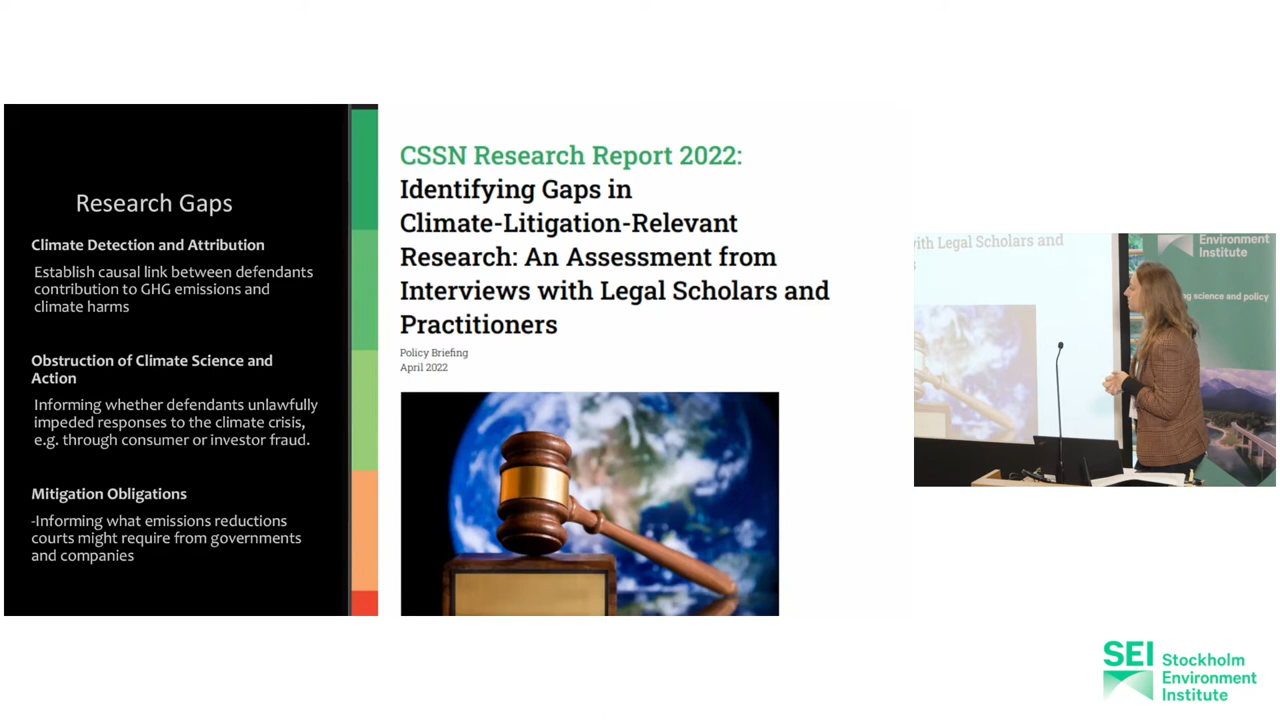 Research Gaps
Climate Detection and Attribution
Establish causal link between defendants
contribution to GHG emissions and
climate harms
Obstruction of Climate Science and
Action
Informing whether defendants unlawfully
impeded responses to the climate crisis,
e.g. through consumer or investor fraud.
Mitigation Obligations
-Informing what emissions reductions
courts might require from governments
and companies
CSSN Research Report 2022:
Identifying Gaps in
Climate-Litigation-Relevant
Research: An Assessment from
Interviews with Legal Scholars and
Practitioners
Policy Briefing
April 2022
with Legal Scholars and
Environment
Institute
science and policy
SEI Stockholm
Environment
Institute